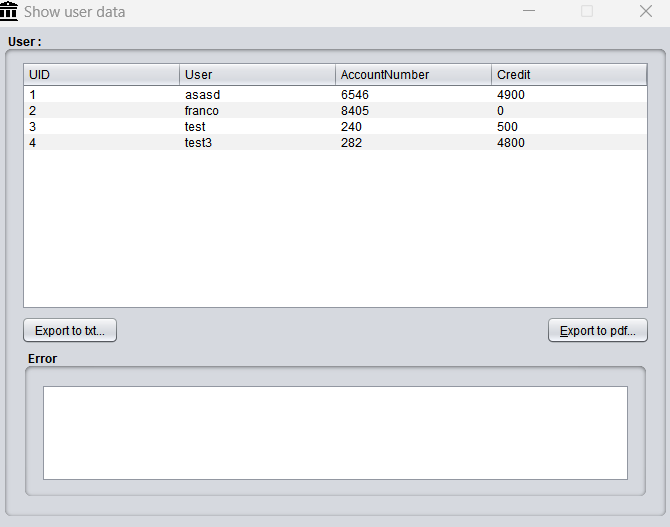 Show user data
User:
UID User AccountNumber Credit
1 asasd 6546 4900
2 franco 8405 0
3 test 240 500
4 test3 282 4800
Export to txt... Export to pdf...
Error